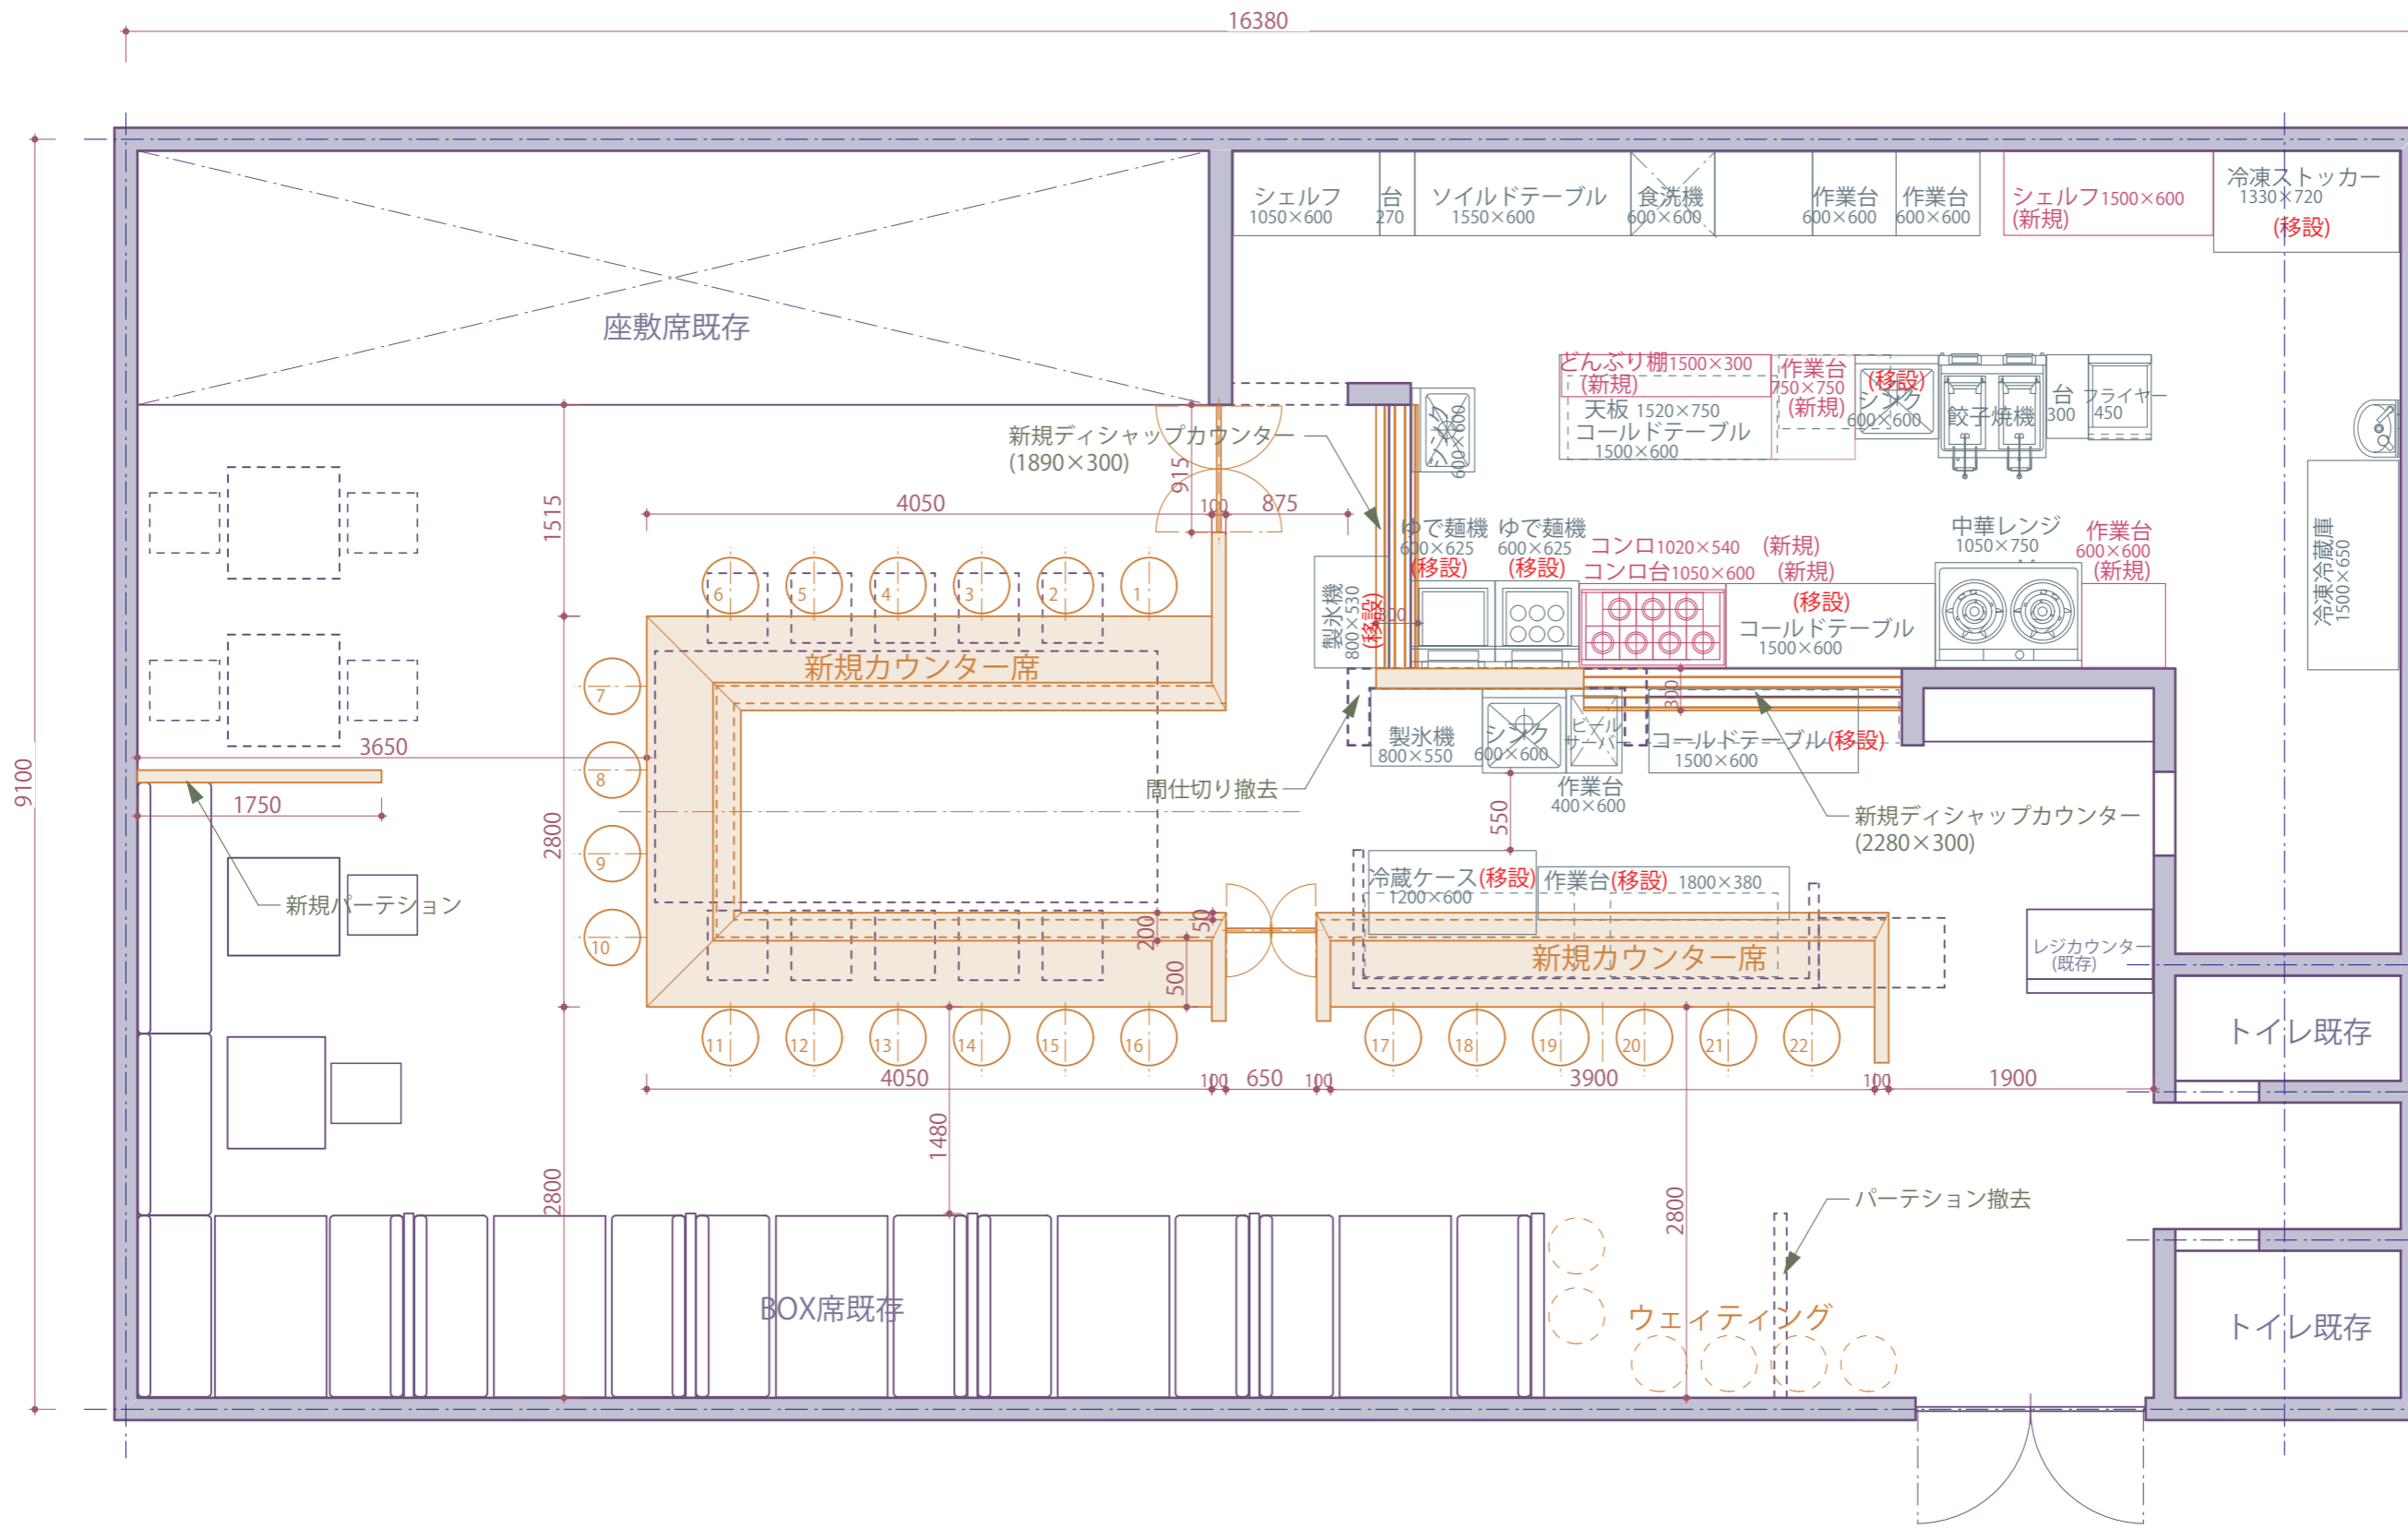 16380
9100
シェルフ
1050×600
台
270
ソイルドテーブル
1550×600
食洗機
600×600
作業台
600×600
作業台
600×600
シェルフ1500×600
(新規)
冷凍ストッカー
1330×720
(移設)
座敷席既存
どんぶり棚1500×300
(新規)
天板 1520×750
コールドテーブル
1500×600
作業台
750×750
(新規)
(移設)
シンク
600×600
餃子焼機
台
300
フライヤー
450
シンク
600×600
新規ディシャップカウンター
(1890×300)
915
1515
4050
100
875
ゆで麺機
600×625
(移設)
ゆで麺機
600×625
(移設)
コンロ1020×540 (新規)
コンロ台1050×600 (新規)
(移設)
コールドテーブル
1500×600
中華レンジ
1050×750
作業台
600×600
(新規)
冷凍冷蔵庫
1500×650
製氷機
800×530
(移設)
300
6
5
4
3
2
1
新規カウンター席
7
8
9
10
3650
1750
2800
新規パーテション
間仕切り撤去
製氷機
800×550
シンク
600×600
ビール
サーバー
作業台
400×600
コールドテーブル(移設)
1500×600
550
新規ディシャップカウンター
(2280×300)
冷蔵ケース(移設)
1200×600
作業台(移設) 1800×380
200
50
500
新規カウンター席
レジカウンター
(既存)
11
12
13
14
15
16
17
18
19
20
21
22
4050
100
650
100
3900
100
1900
トイレ既存
1480
2800
2800
パーテション撤去
BOX席既存
ウェイティング
トイレ既存